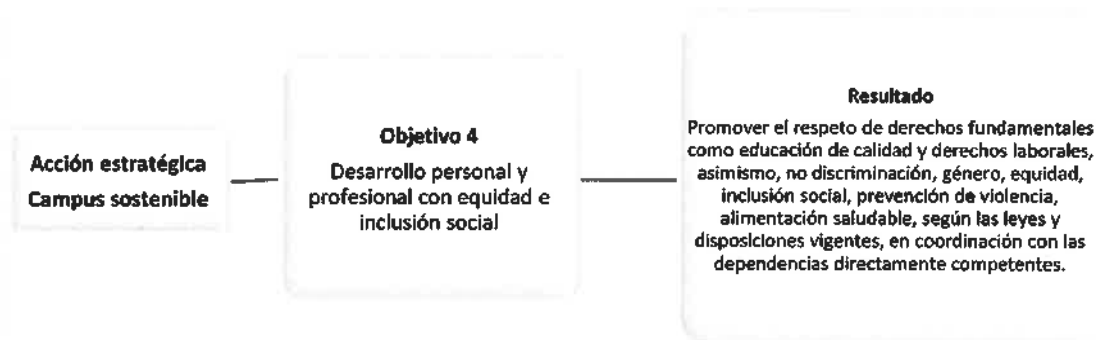 Acción estratégica
Campus sostenible
Objetivo 4
Desarrollo personal y
profesional con equidad e
inclusión social
Resultado
Promover el respeto de derechos fundamentales
como educación de calidad y derechos laborales,
asimismo, no discriminación, género, equidad,
inclusión social, prevención de violencia,
alimentación saludable, según las leyes y
disposiciones vigentes, en coordinación con las
dependencias directamente competentes.